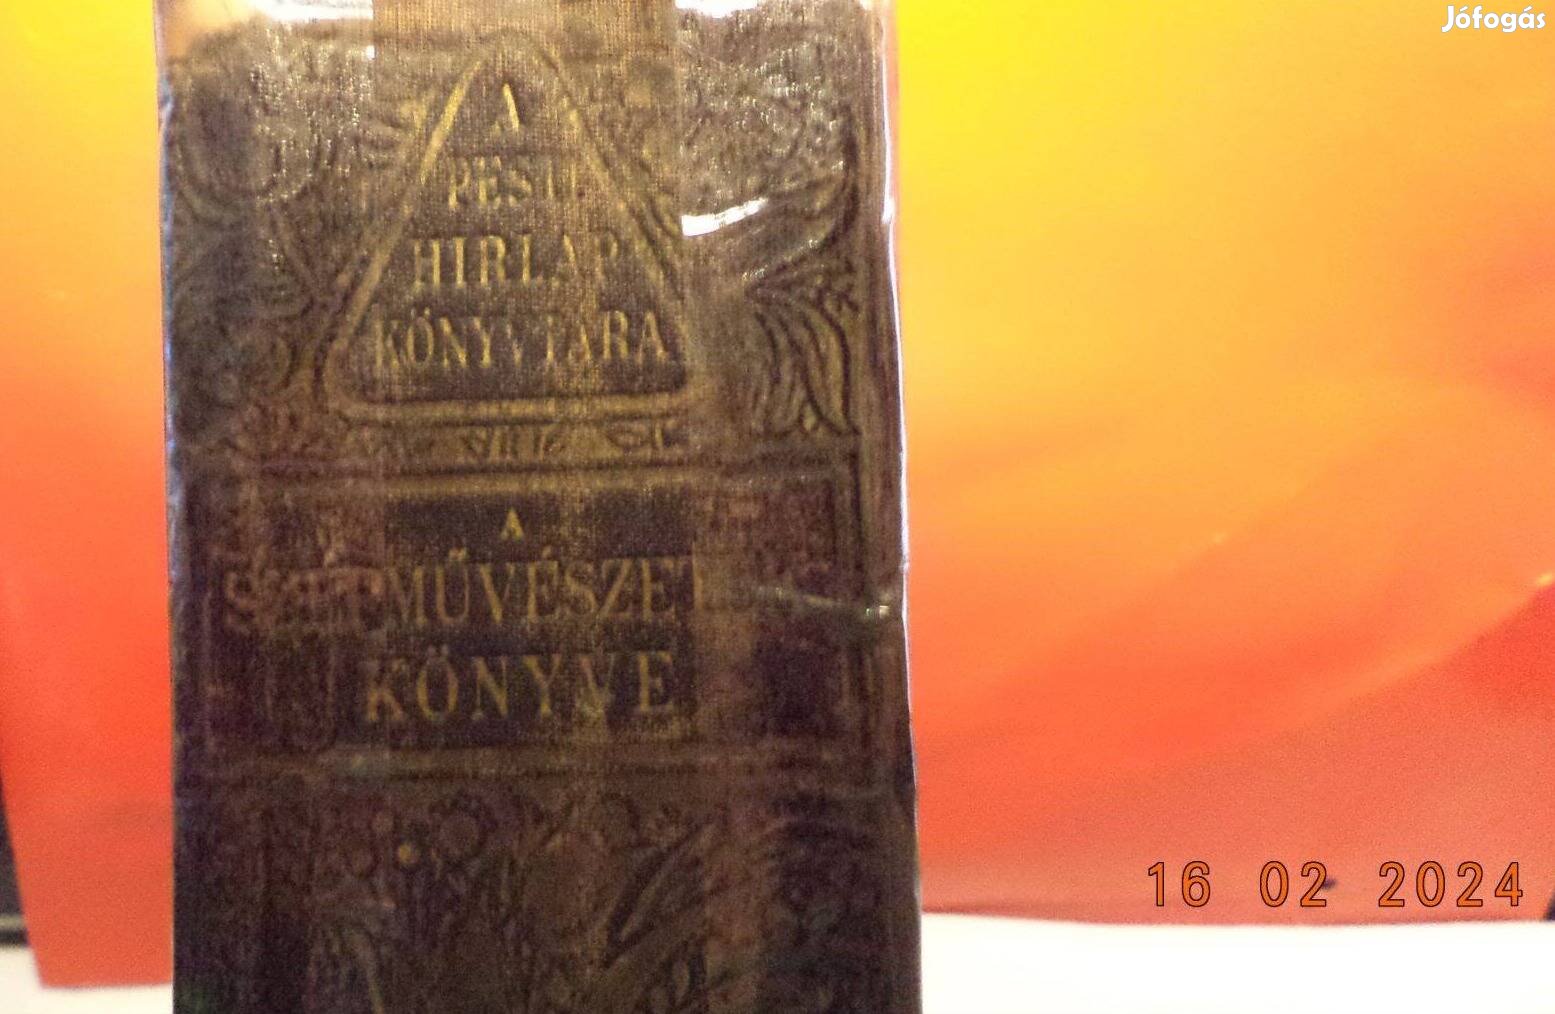 Jófogás
A
PESTI
HIRLAP
KÖNYVTÁRA
A
MŰVÉSZET
KÖNYVE
16 02 2024